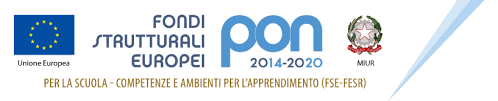 Unione Europea
FONDI
STRUTTURALI
EUROPEI
pon
2014-2020
MIUR
PER LA SCUOLA - COMPETENZE E AMBIENTI PER L'APPRENDIMENTO (FSE-FESR)